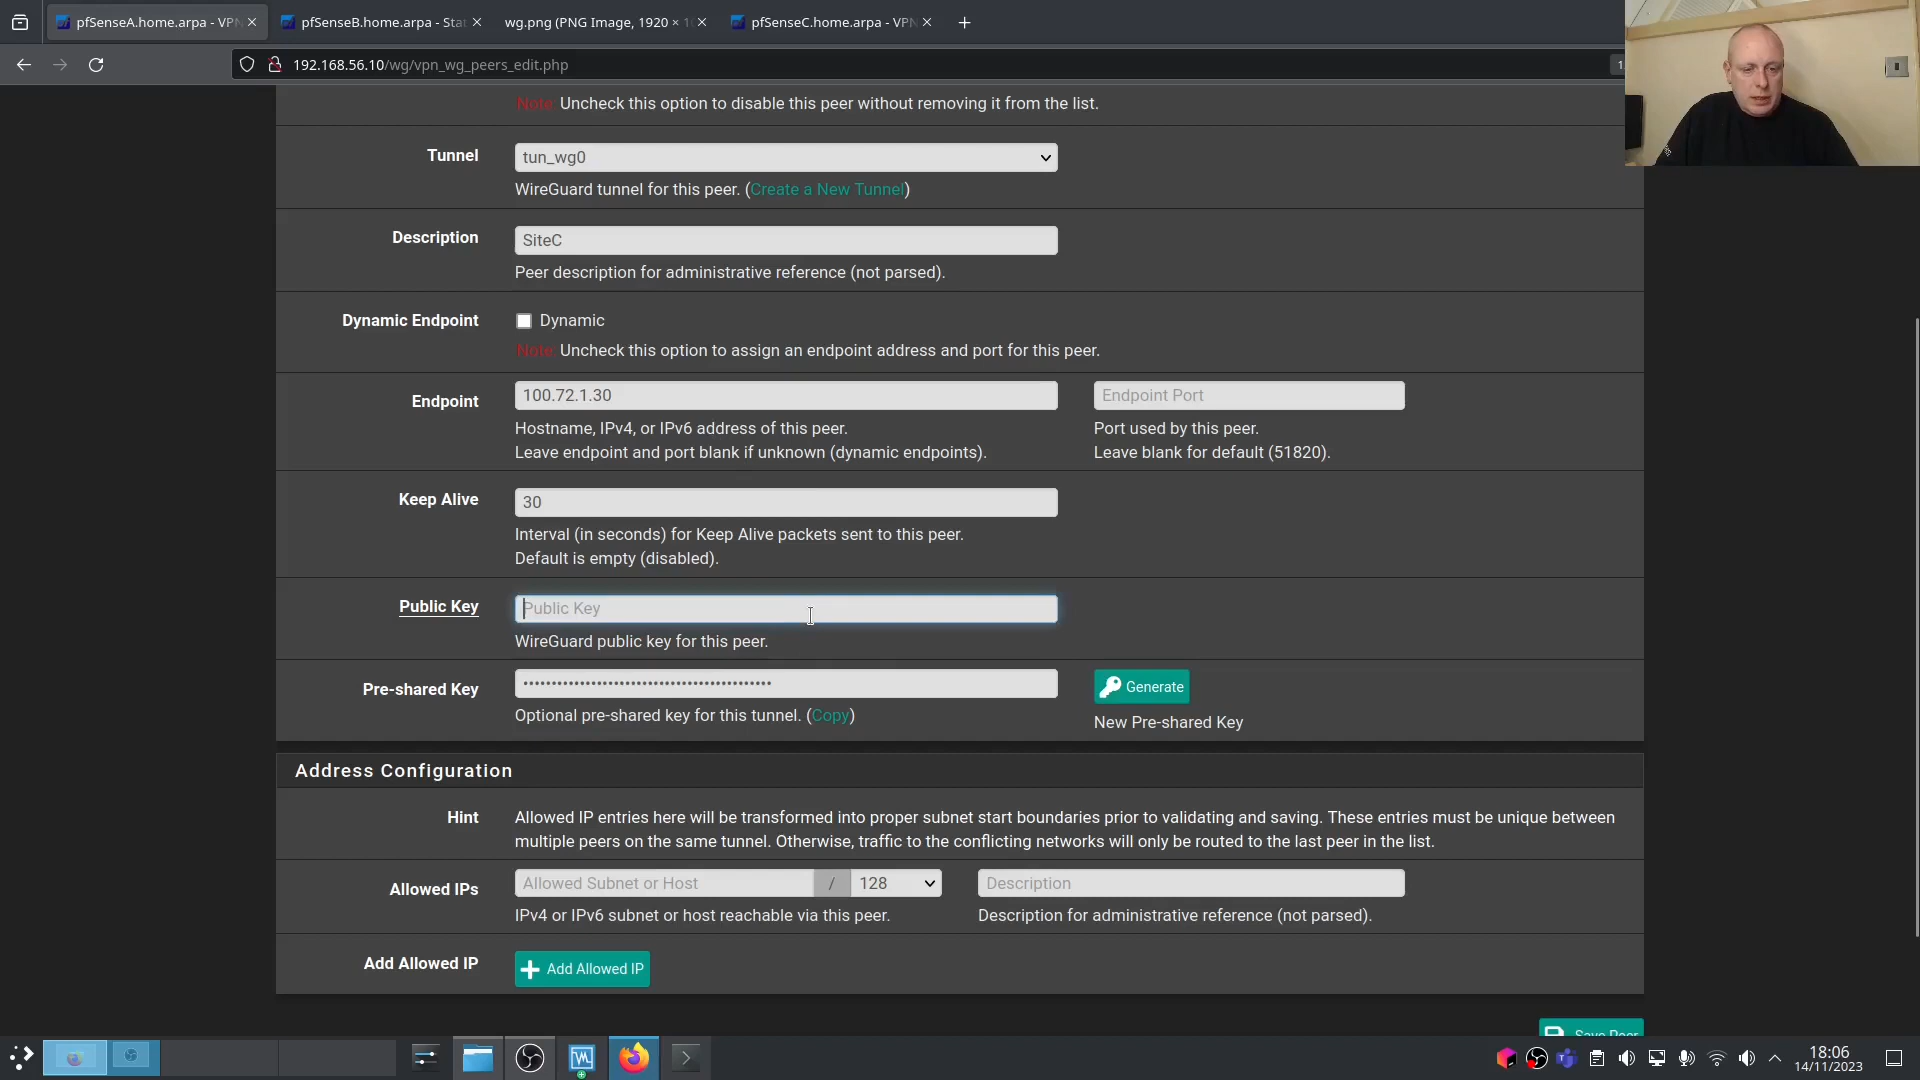 pfSenseA.home.arpa - VPN
pfSenseB.home.arpa - Stat
wg.png (PNG Image, 1920 × 1
pfSenseC.home.arpa - VPN
192.168.56.10/wg/vpn_wg_peers_edit.php
Note: Uncheck this option to disable this peer without removing it from the list.
Tunnel
tun_wg0
WireGuard tunnel for this peer. (Create a New Tunnel)
Description
SiteC
Peer description for administrative reference (not parsed).
Dynamic Endpoint
Dynamic
Note: Uncheck this option to assign an endpoint address and port for this peer.
Endpoint
100.72.1.30
Endpoint Port
Hostname, IPv4, or IPv6 address of this peer.
Port used by this peer.
Leave endpoint and port blank if unknown (dynamic endpoints).
Leave blank for default (51820).
Keep Alive
30
Interval (in seconds) for Keep Alive packets sent to this peer.
Default is empty (disabled).
Public Key
Public Key
WireGuard public key for this peer.
Pre-shared Key
Generate
Optional pre-shared key for this tunnel. (Copy)
New Pre-shared Key
Address Configuration
Hint
Allowed IP entries here will be transformed into proper subnet start boundaries prior to validating and saving. These entries must be unique between
multiple peers on the same tunnel. Otherwise, traffic to the conflicting networks will only be routed to the last peer in the list.
Allowed IPs
Allowed Subnet or Host
/
128
Description
IPv4 or IPv6 subnet or host reachable via this peer.
Description for administrative reference (not parsed).
Add Allowed IP
Add Allowed IP
Save Peer
18:06
14/11/2023